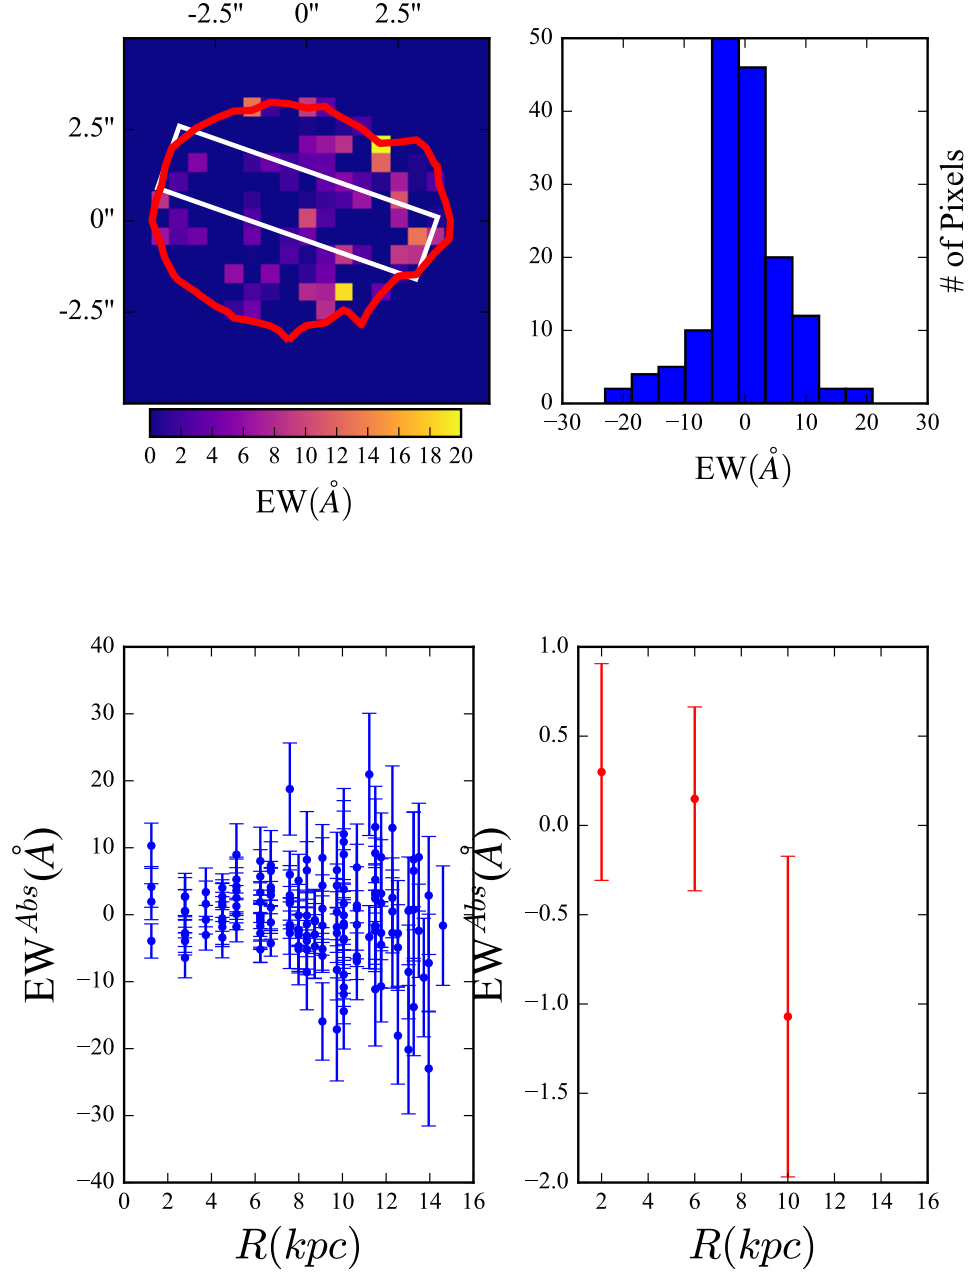 -2.5" 0" 2.5"
2.5"
0"
-2.5"
0 2 4 6 8 10 12 14 16 18 20
EW(Å)
50
40
30
20
10
0
−30 −20 −10 0 10 20 30
EW(Å)
# of Pixels
40
30
20
10
0
−10
−20
−30
−40
0 2 4 6 8 10 12 14 16
R(kpc)
EW^{Abs}(Å)
1.0
0.5
0.0
−0.5
−1.0
−1.5
−2.0
2 4 6 8 10 12 14 16
R(kpc)
EW^{Abs}(Å)